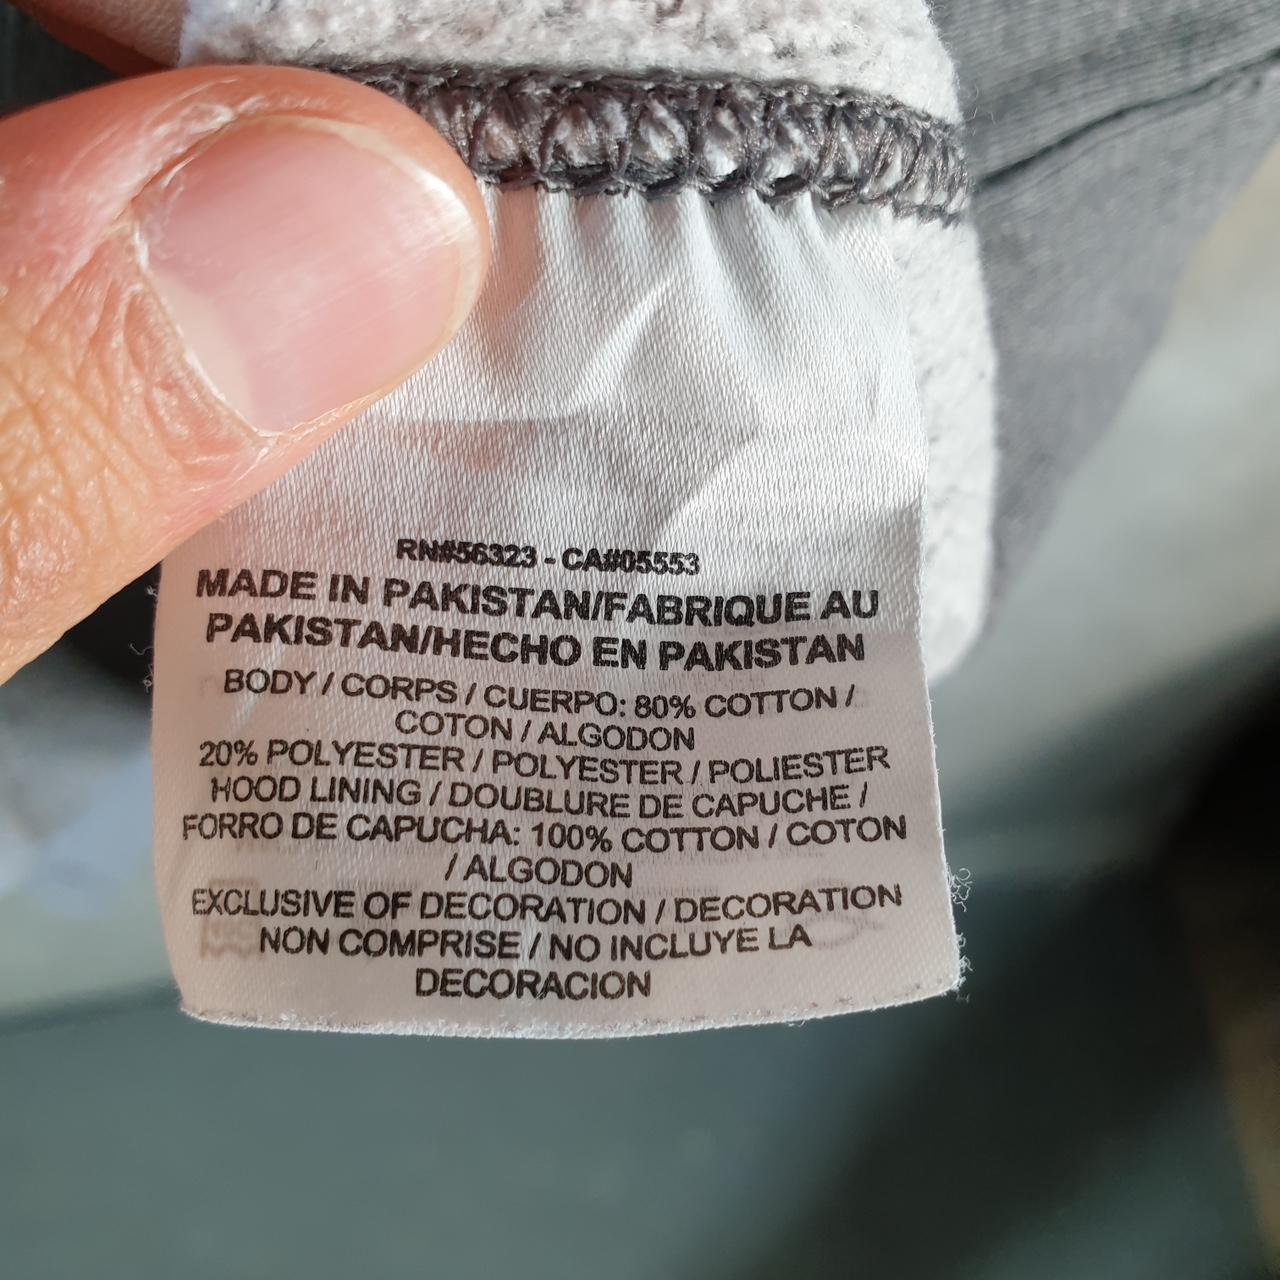 RN#56323 - CA#05553
MADE IN PAKISTAN/FABRIQUE AU
PAKISTAN/HECHO EN PAKISTAN
BODY / CORPS / CUERPO: 80% COTTON /
COTON / ALGODON
20% POLYESTER / POLYESTER / POLIESTER
HOOD LINING / DOUBLURE DE CAPUCHE /
FORRO DE CAPUCHA: 100% COTTON / COTON
/ ALGODON
EXCLUSIVE OF DECORATION / DECORATION
NON COMPRISE / NO INCLUYE LA
DECORACION